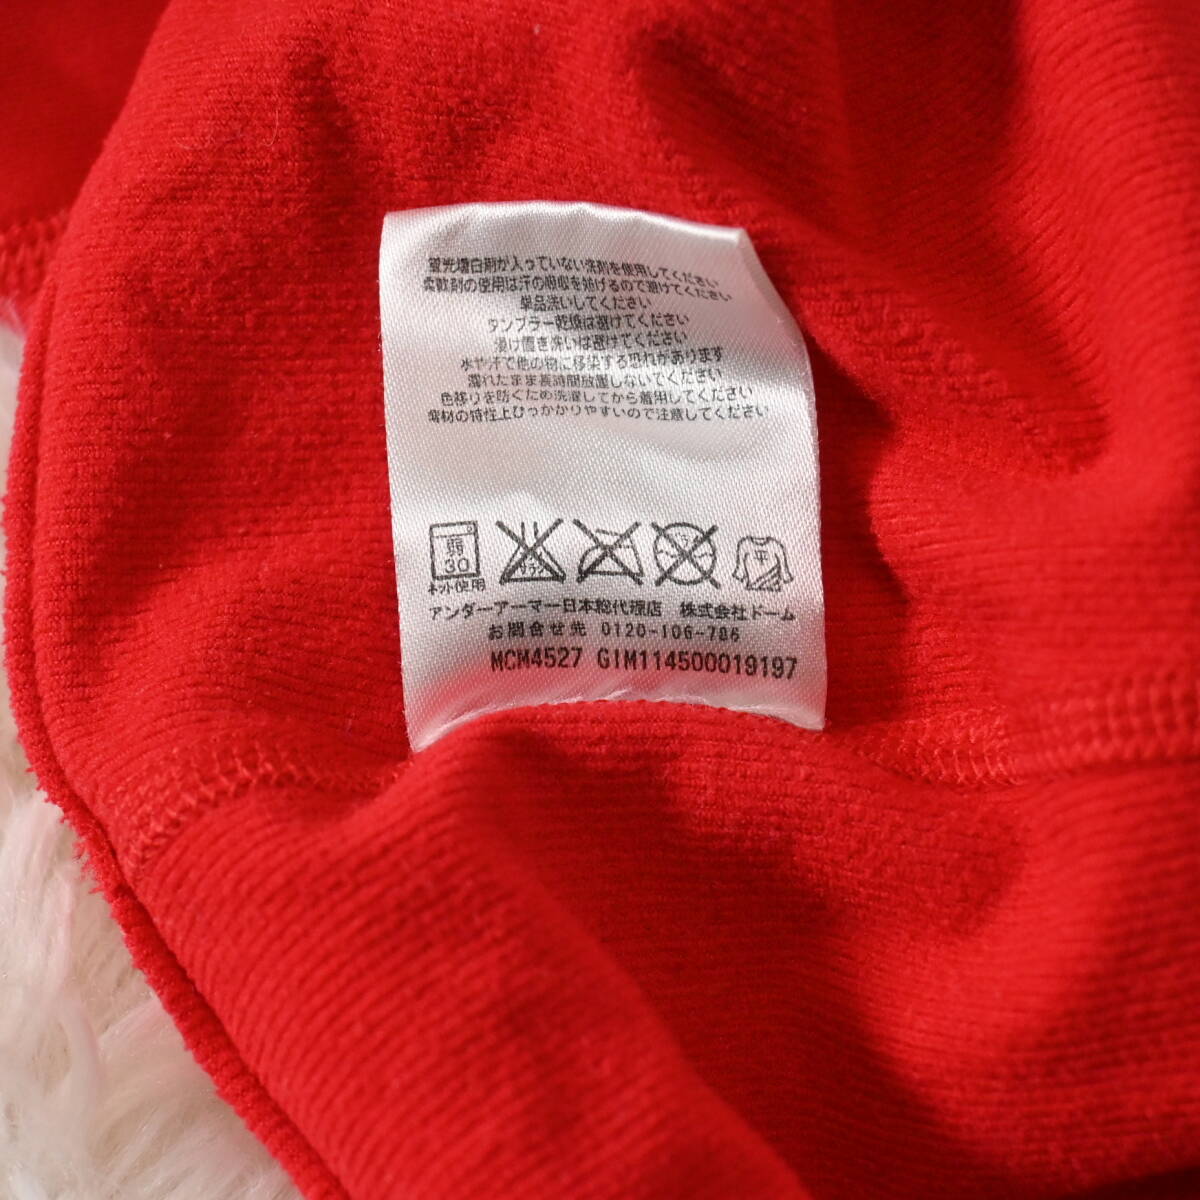 蛍光増白剤が入っていない洗剤を使用してください
柔軟剤の使用は汗の吸収を妨げるので避けてください
単品洗いしてください
タンブラー乾燥は避けてください
漬け置き洗いは避けてください
水や汗で他の物に移染する恐れがあります
濡れたまま長時間放置しないでください
色移りを防ぐため洗濯してから着用してください
素材の特性上ひっかかりやすいので注意してください
弱
30
ネット使用
エンソ
サラシ
平
アンダーアーマー日本総代理店 株式会社ドーム
お問合せ先 0120-106-786
MCM4527 GIM114500019197